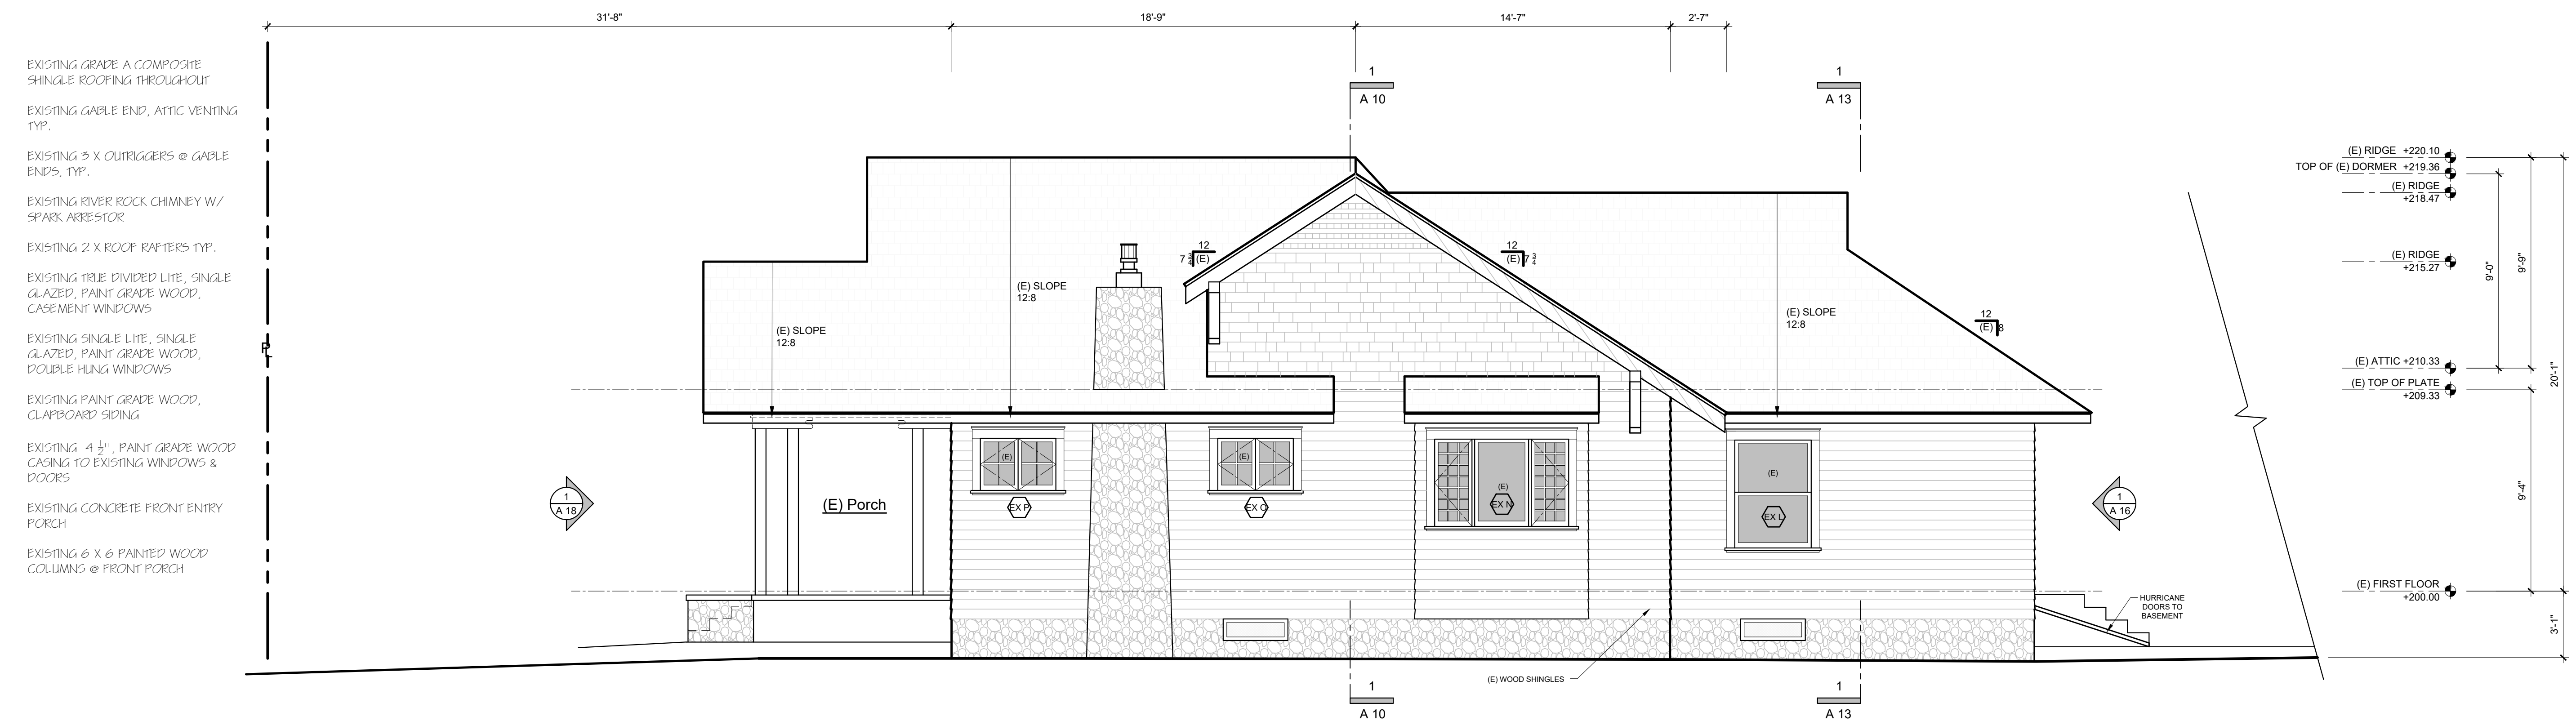 31'-8"
18'-9"
14'-7"
2'-7"
EXISTING GRADE A COMPOSITE
SHINGLE ROOFING THROUGHOUT
EXISTING GABLE END, ATTIC VENTING
TYP.
EXISTING 3 X OUTRIGGERS @ GABLE
ENDS, TYP.
EXISTING RIVER ROCK CHIMNEY W/
SPARK ARRESTOR
EXISTING 2 X ROOF RAFTERS TYP.
EXISTING TRUE DIVIDED LITE, SINGLE
GLAZED, PAINT GRADE WOOD,
CASEMENT WINDOWS
EXISTING SINGLE LITE, SINGLE
GLAZED, PAINT GRADE WOOD,
DOUBLE HUNG WINDOWS
EXISTING PAINT GRADE WOOD,
CLAPBOARD SIDING
EXISTING 4 1/2", PAINT GRADE WOOD
CASING TO EXISTING WINDOWS &
DOORS
EXISTING CONCRETE FRONT ENTRY
PORCH
EXISTING 6 X 6 PAINTED WOOD
COLUMNS @ FRONT PORCH
PL
1
A 10
1
A 13
12
7 3/4 (E)
12
(E) 7 3/4
12
(E) 8
(E) SLOPE
12:8
(E) SLOPE
12:8
(E) SLOPE
12:8
(E) Porch
1
A 18
(E)
EX P
(E)
EX O
(E)
EX N
(E)
EX L
1
A 16
HURRICANE
DOORS TO
BASEMENT
(E) WOOD SHINGLES
1
A 10
1
A 13
(E) RIDGE +220.10
TOP OF (E) DORMER +219.36
(E) RIDGE
+218.47
(E) RIDGE
+215.27
(E) ATTIC +210.33
(E) TOP OF PLATE
+209.33
(E) FIRST FLOOR
+200.00
9'-0"
9'-9"
20'-1"
9'-4"
3'-1"